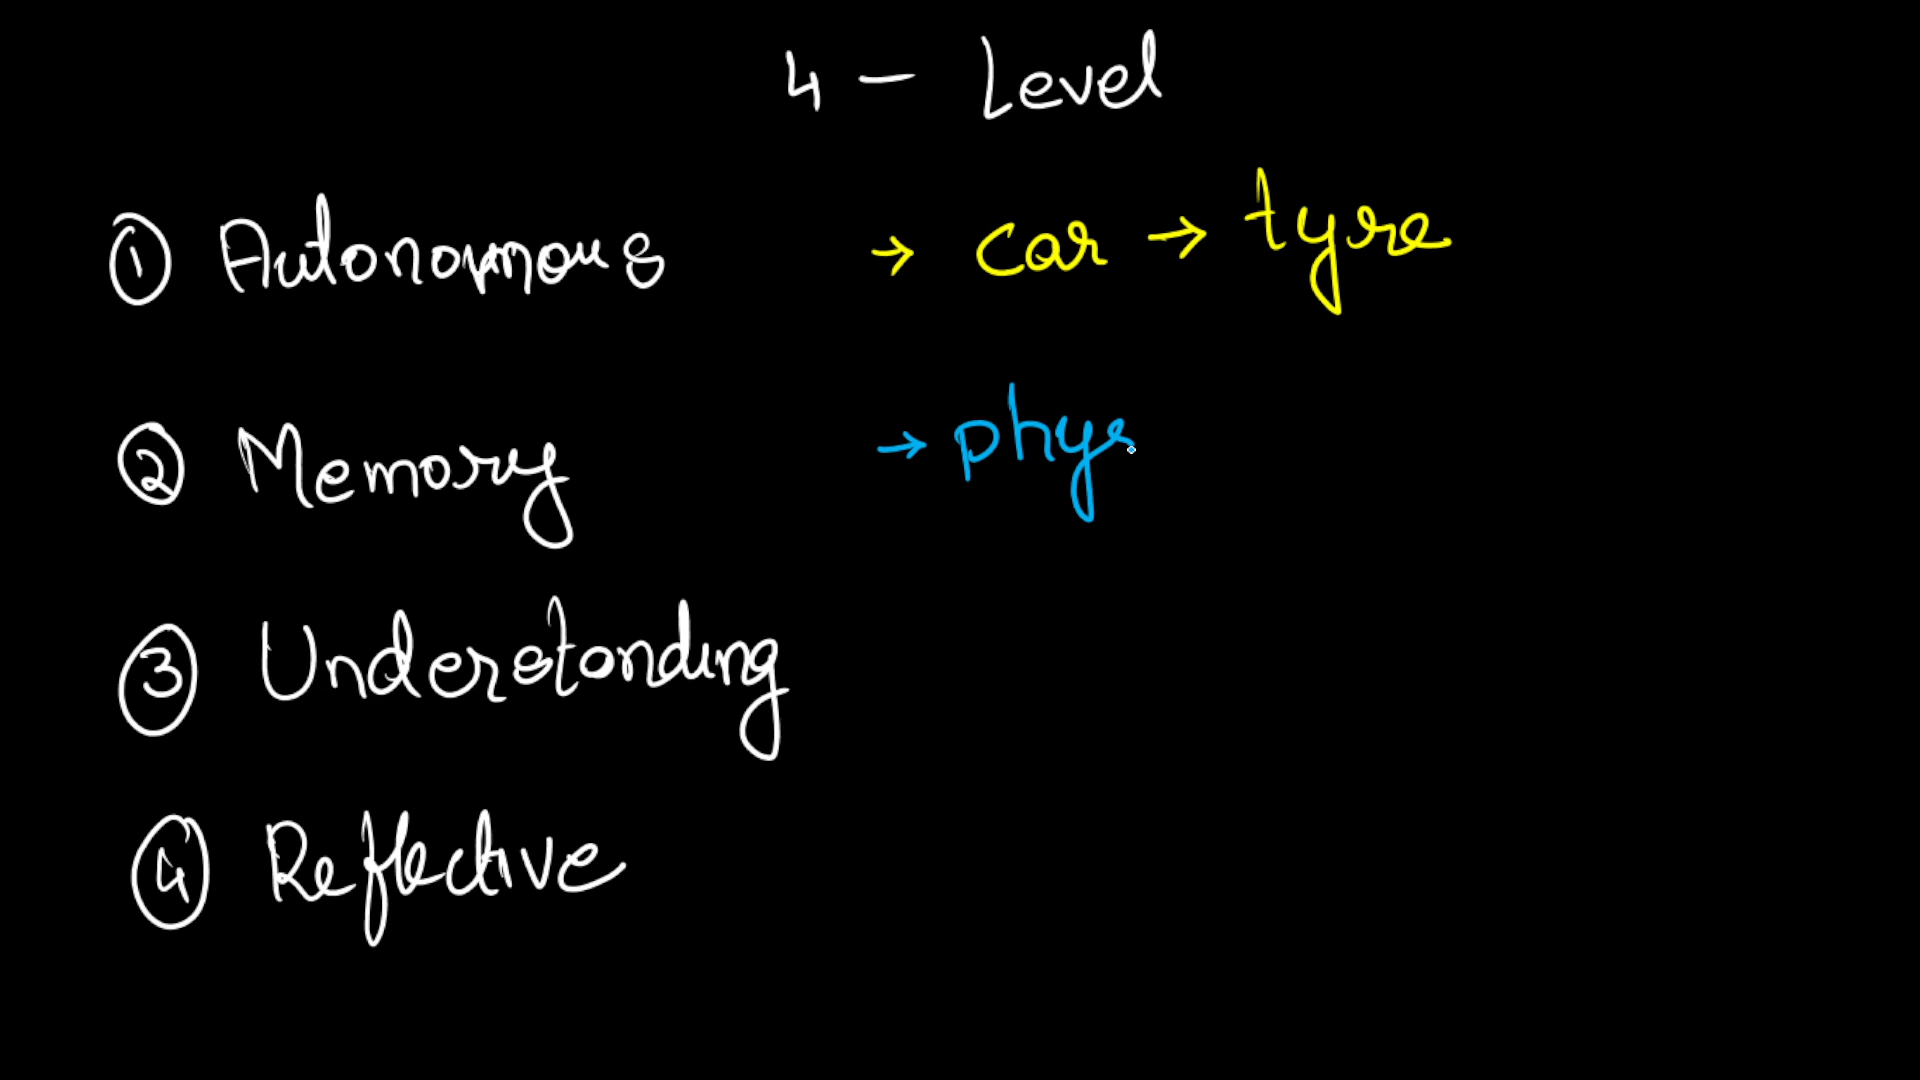 4 - Level
① Autonomous → car → tyre
② Memory → phys
③ Understanding
④ Reflective